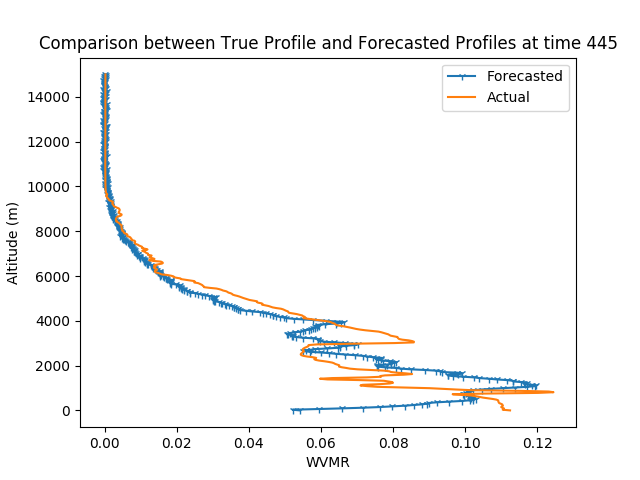 Comparison between True Profile and Forecasted Profiles at time 445
Forecasted
Actual
14000
12000
10000
8000
6000
4000
2000
0
Altitude (m)
0.00 0.02 0.04 0.06 0.08 0.10 0.12
WVMR